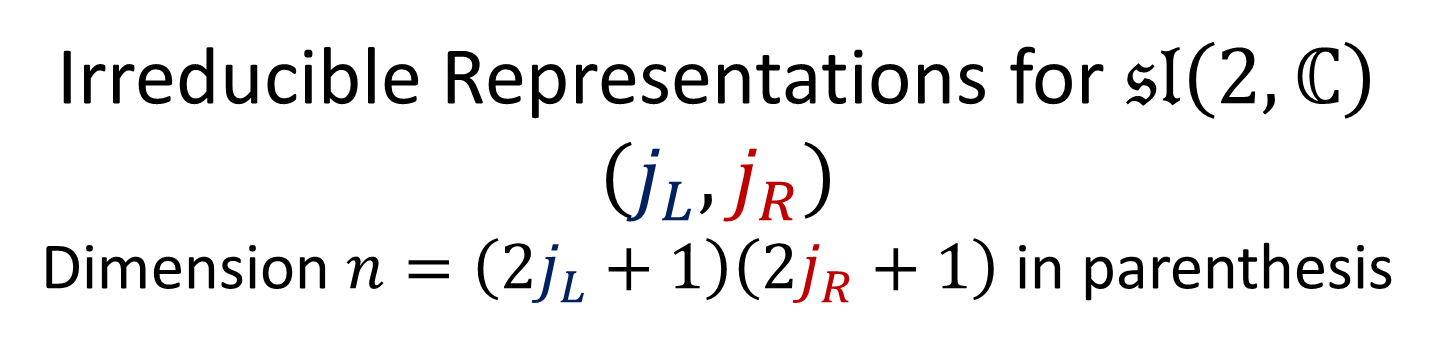 Irreducible Representations for 𝔰𝔩(2, ℂ)
(j_L, j_R)
Dimension n = (2j_L + 1)(2j_R + 1) in parenthesis